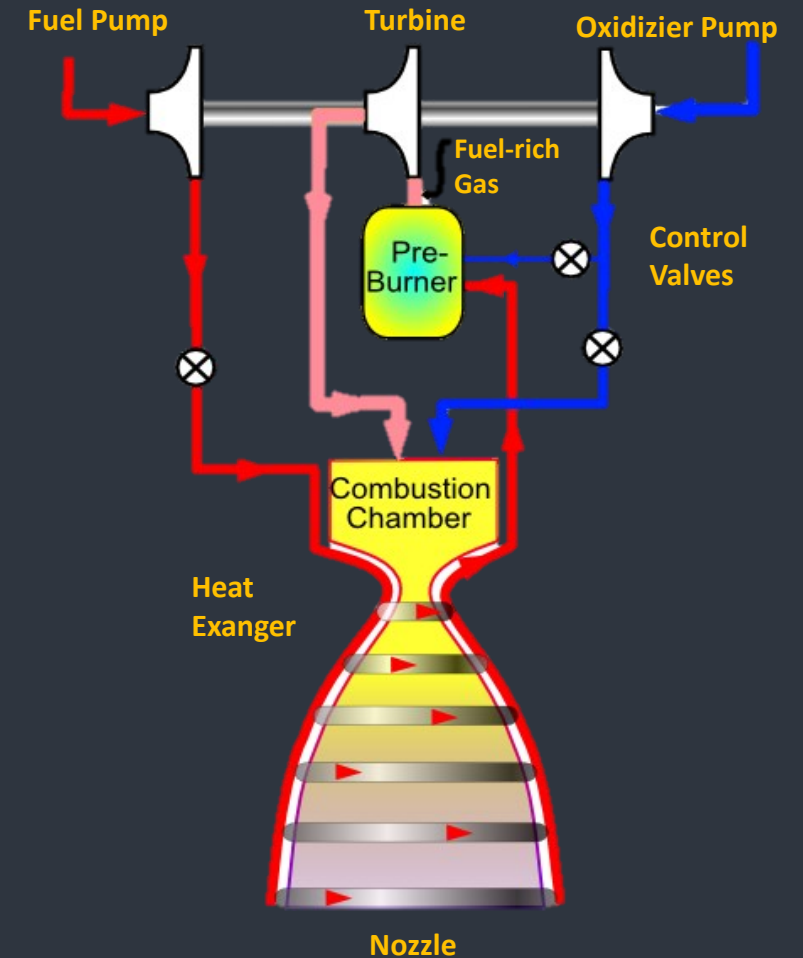 Fuel Pump
Turbine
Oxidizier Pump
Fuel-rich
Gas
Pre-
Burner
Control
Valves
Combustion
Chamber
Heat
Exanger
Nozzle